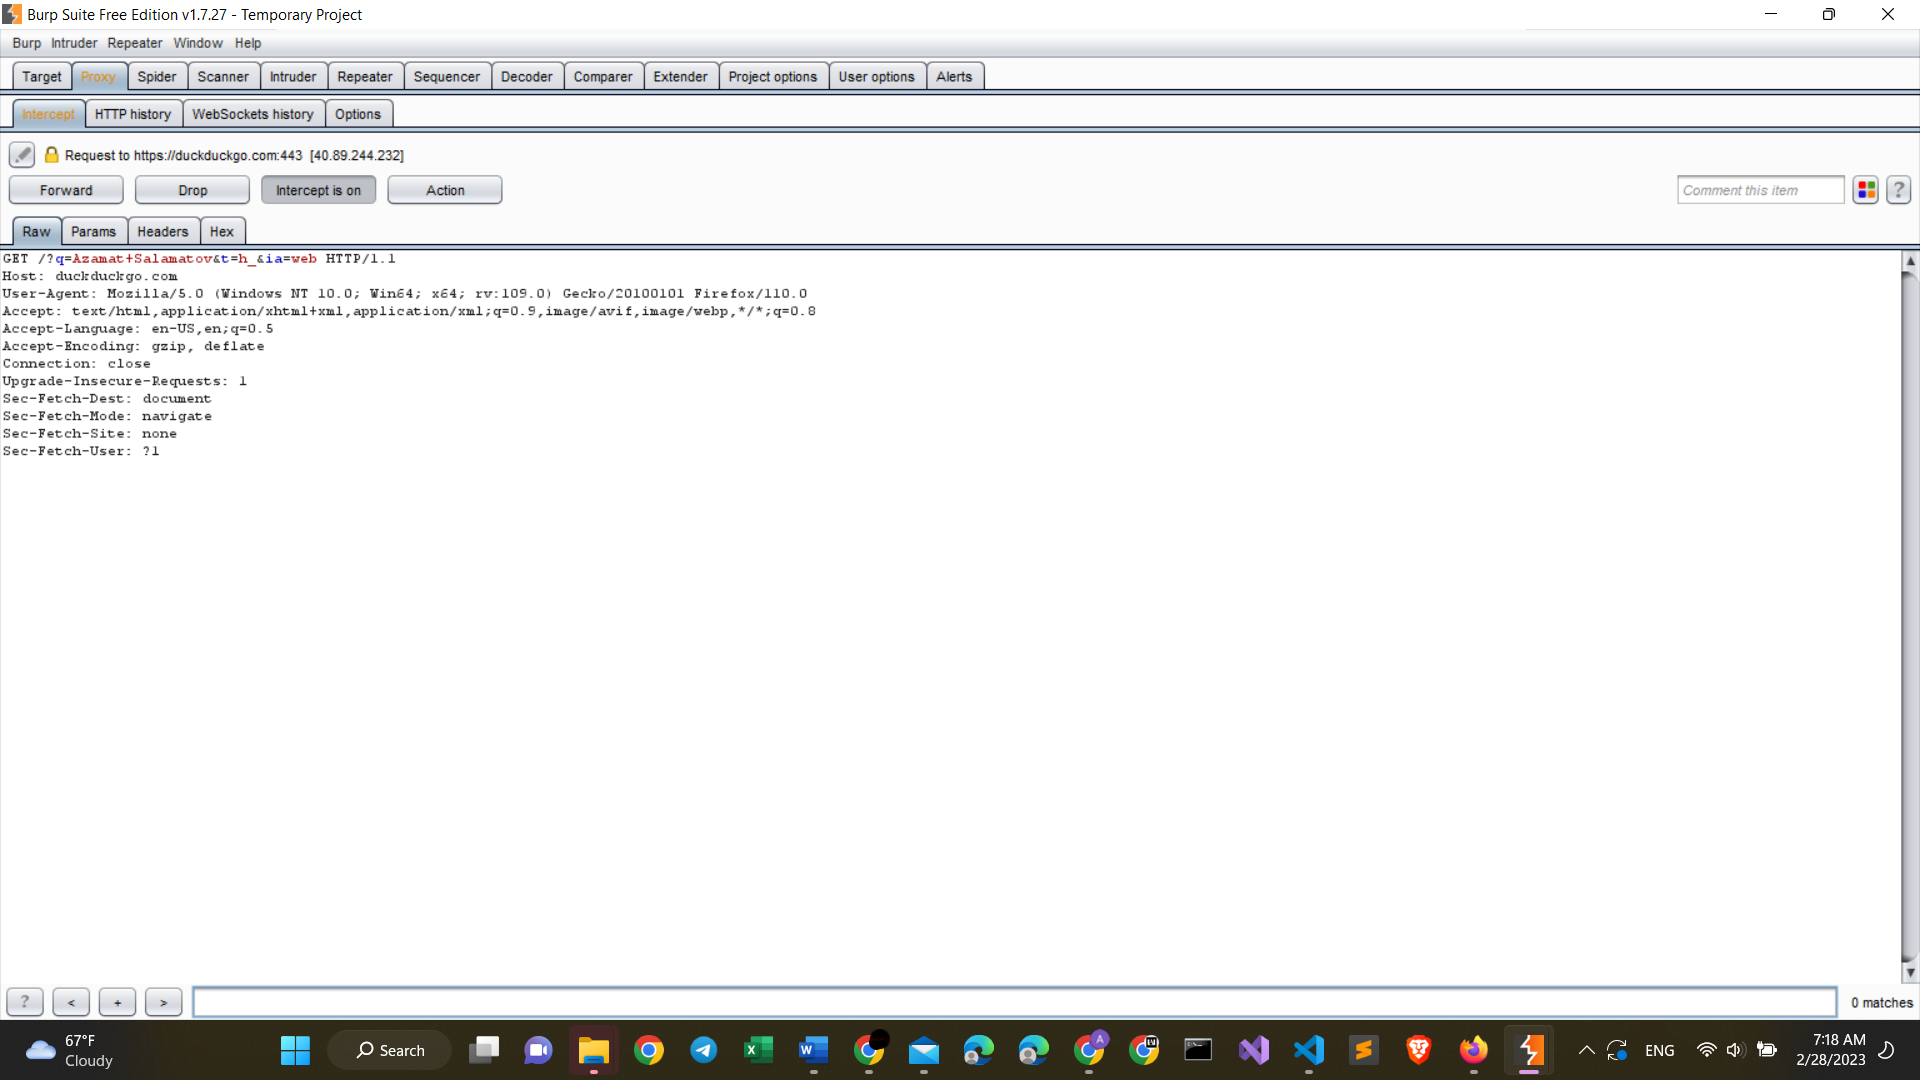 Burp Suite Free Edition v1.7.27 - Temporary Project
Burp Intruder Repeater Window Help
Target Proxy Spider Scanner Intruder Repeater Sequencer Decoder Comparer Extender Project options User options Alerts
Intercept HTTP history WebSockets history Options
Request to https://duckduckgo.com:443 [40.89.244.232]
Forward Drop Intercept is on Action Comment this item ?
Raw Params Headers Hex
GET /?q=Azamat+Salamatov&t=h_&ia=web HTTP/1.1
Host: duckduckgo.com
User-Agent: Mozilla/5.0 (Windows NT 10.0; Win64; x64; rv:109.0) Gecko/20100101 Firefox/110.0
Accept: text/html,application/xhtml+xml,application/xml;q=0.9,image/avif,image/webp,*/*;q=0.8
Accept-Language: en-US,en;q=0.5
Accept-Encoding: gzip, deflate
Connection: close
Upgrade-Insecure-Requests: 1
Sec-Fetch-Dest: document
Sec-Fetch-Mode: navigate
Sec-Fetch-Site: none
Sec-Fetch-User: ?1
? < + > 0 matches
67°F
Cloudy
Search
A
ENG
7:18 AM
2/28/2023